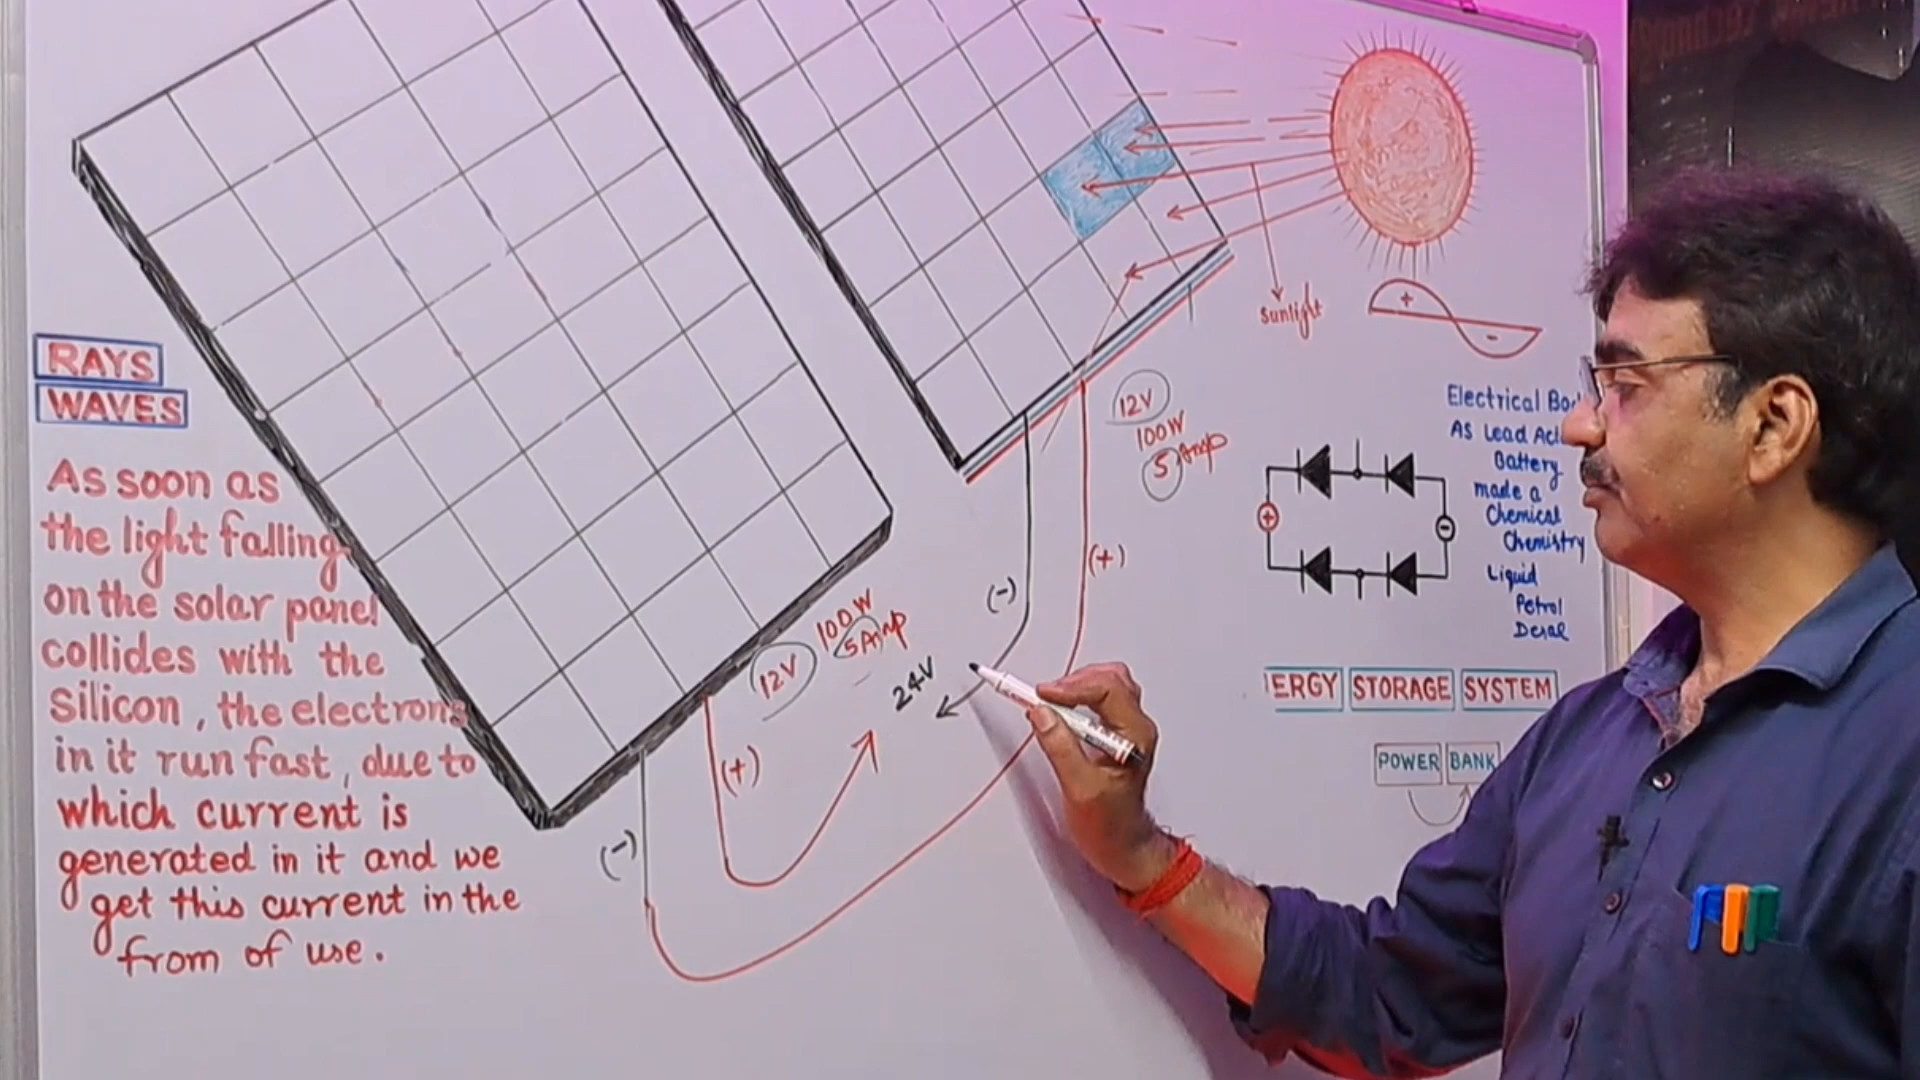 RAYS
WAVES
As soon as
the light falling
on the solar panel
collides with the
Silicon, the electrons
in it run fast, due to
which current is
generated in it and we
get this current in the
from of use.
(-)
(+)
12V
100W
5Amp
24V
(-)
(+)
12V
100W
5 Amp
Sunlight
+
-
Electrical Bod
As Lead Aci
Battery
made a
Chemical
Chemistry
Liquid
Petrol
Desal
+
-
ERGY STORAGE SYSTEM
POWER BANK